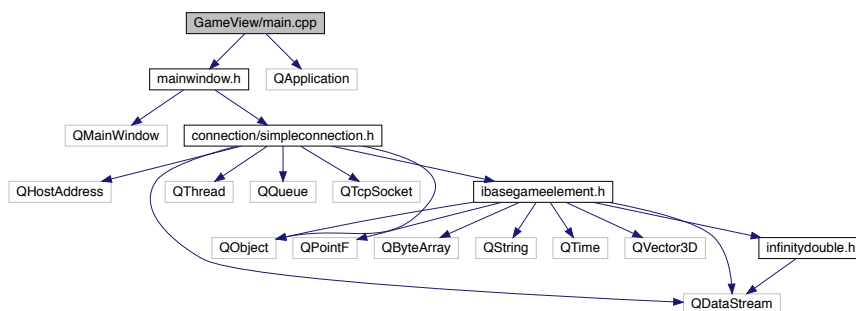 GameView/main.cpp
mainwindow.h
QApplication
QMainWindow
connection/simpleconnection.h
QHostAddress
QThread
QQueue
QTcpSocket
ibasegameelement.h
QObject
QPointF
QByteArray
QString
QTime
QVector3D
infinitydouble.h
QDataStream